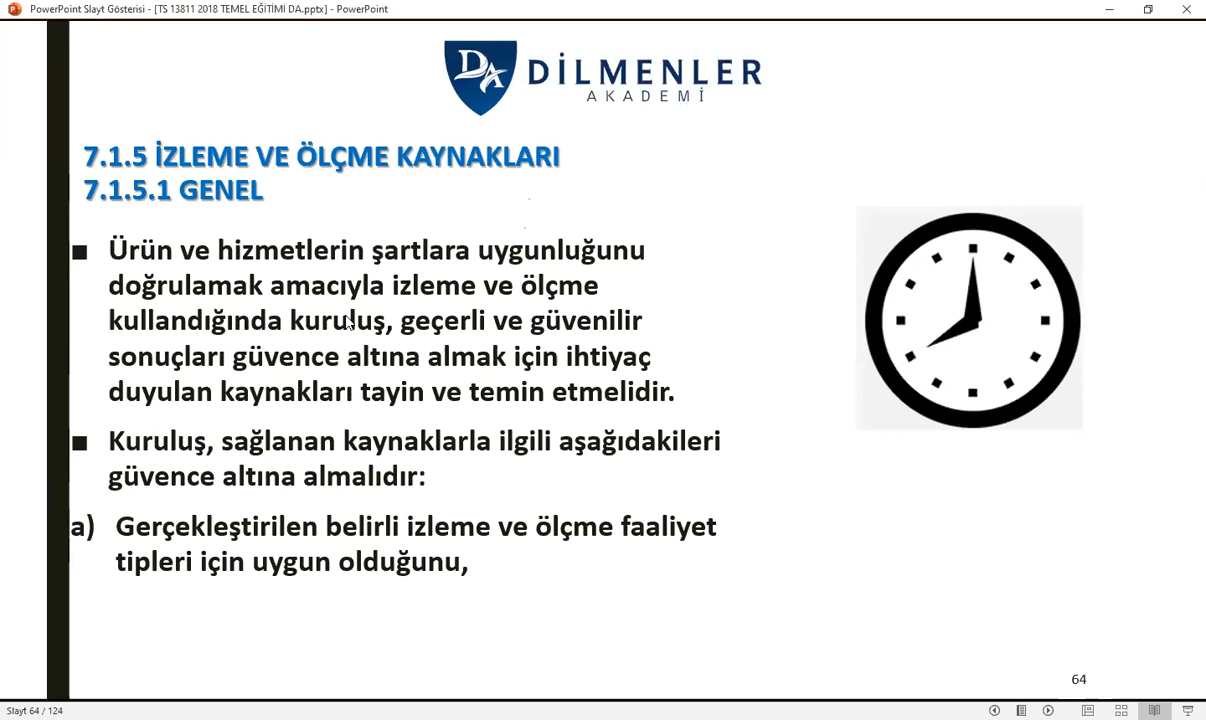 PowerPoint Slayt Gösterisi - [TS 13811 2018 TEMEL EĞİTİMİ DA.pptx] - PowerPoint
DA
DİLMENLER
AKADEMİ
7.1.5 İZLEME VE ÖLÇME KAYNAKLARI
7.1.5.1 GENEL
■ Ürün ve hizmetlerin şartlara uygunluğunu
doğrulamak amacıyla izleme ve ölçme
kullandığında kuruluş, geçerli ve güvenilir
sonuçları güvence altına almak için ihtiyaç
duyulan kaynakları tayin ve temin etmelidir.
■ Kuruluş, sağlanan kaynaklarla ilgili aşağıdakileri
güvence altına almalıdır:
a) Gerçekleştirilen belirli izleme ve ölçme faaliyet
tipleri için uygun olduğunu,
64
Slayt 64 / 124